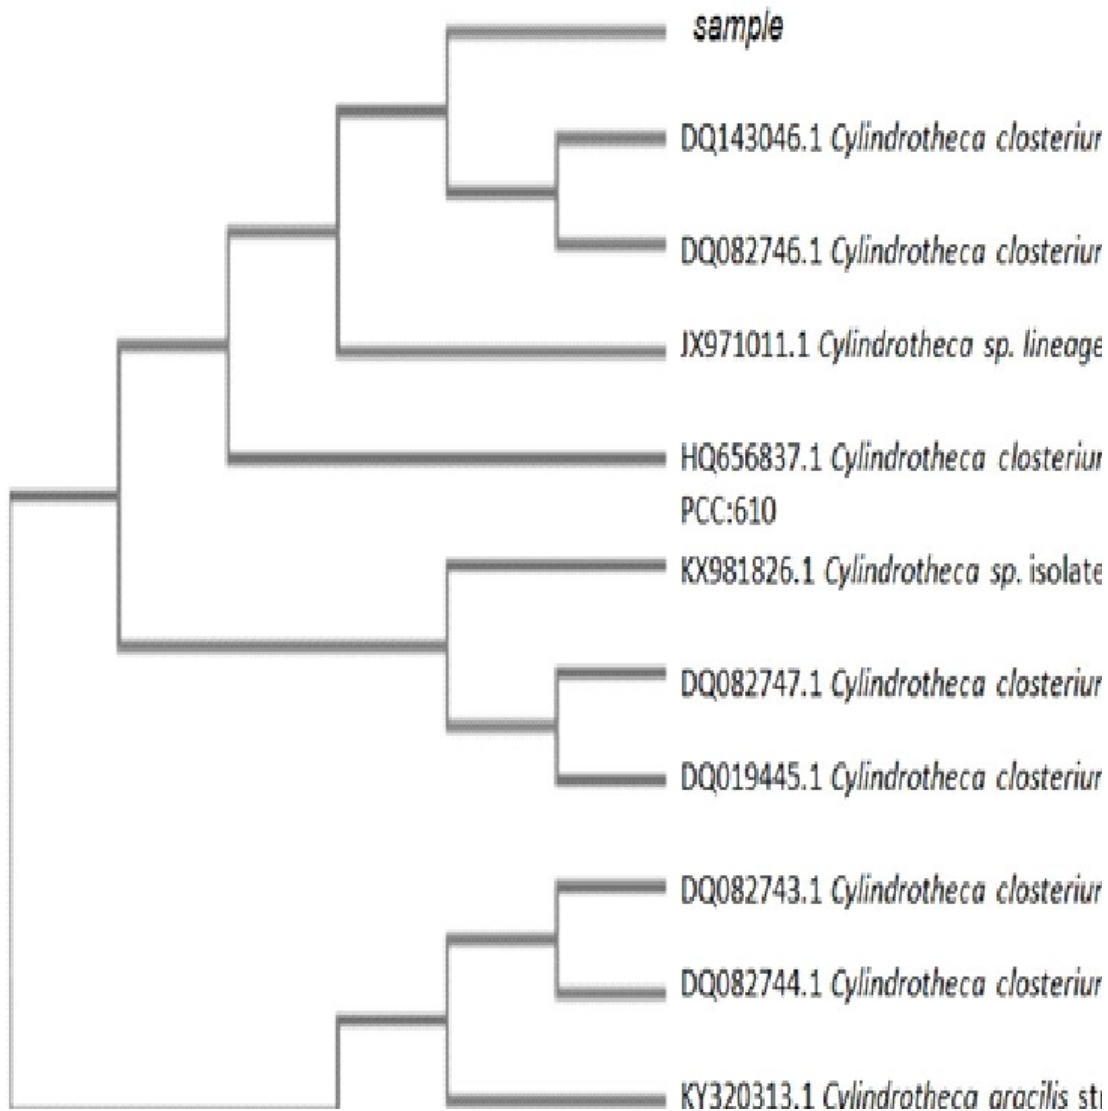 sample
DQ143046.1 Cylindrotheca closteriur
DQ082746.1 Cylindrotheca closteriur
JX971011.1 Cylindrotheca sp. lineage
HQ656837.1 Cylindrotheca closteriur
PCC:610
KX981826.1 Cylindrotheca sp. isolate
DQ082747.1 Cylindrotheca closteriur
DQ019445.1 Cylindrotheca closteriur
DQ082743.1 Cylindrotheca closteriur
DQ082744.1 Cylindrotheca closteriur
KY320313.1 Cylindrotheca gracilis str